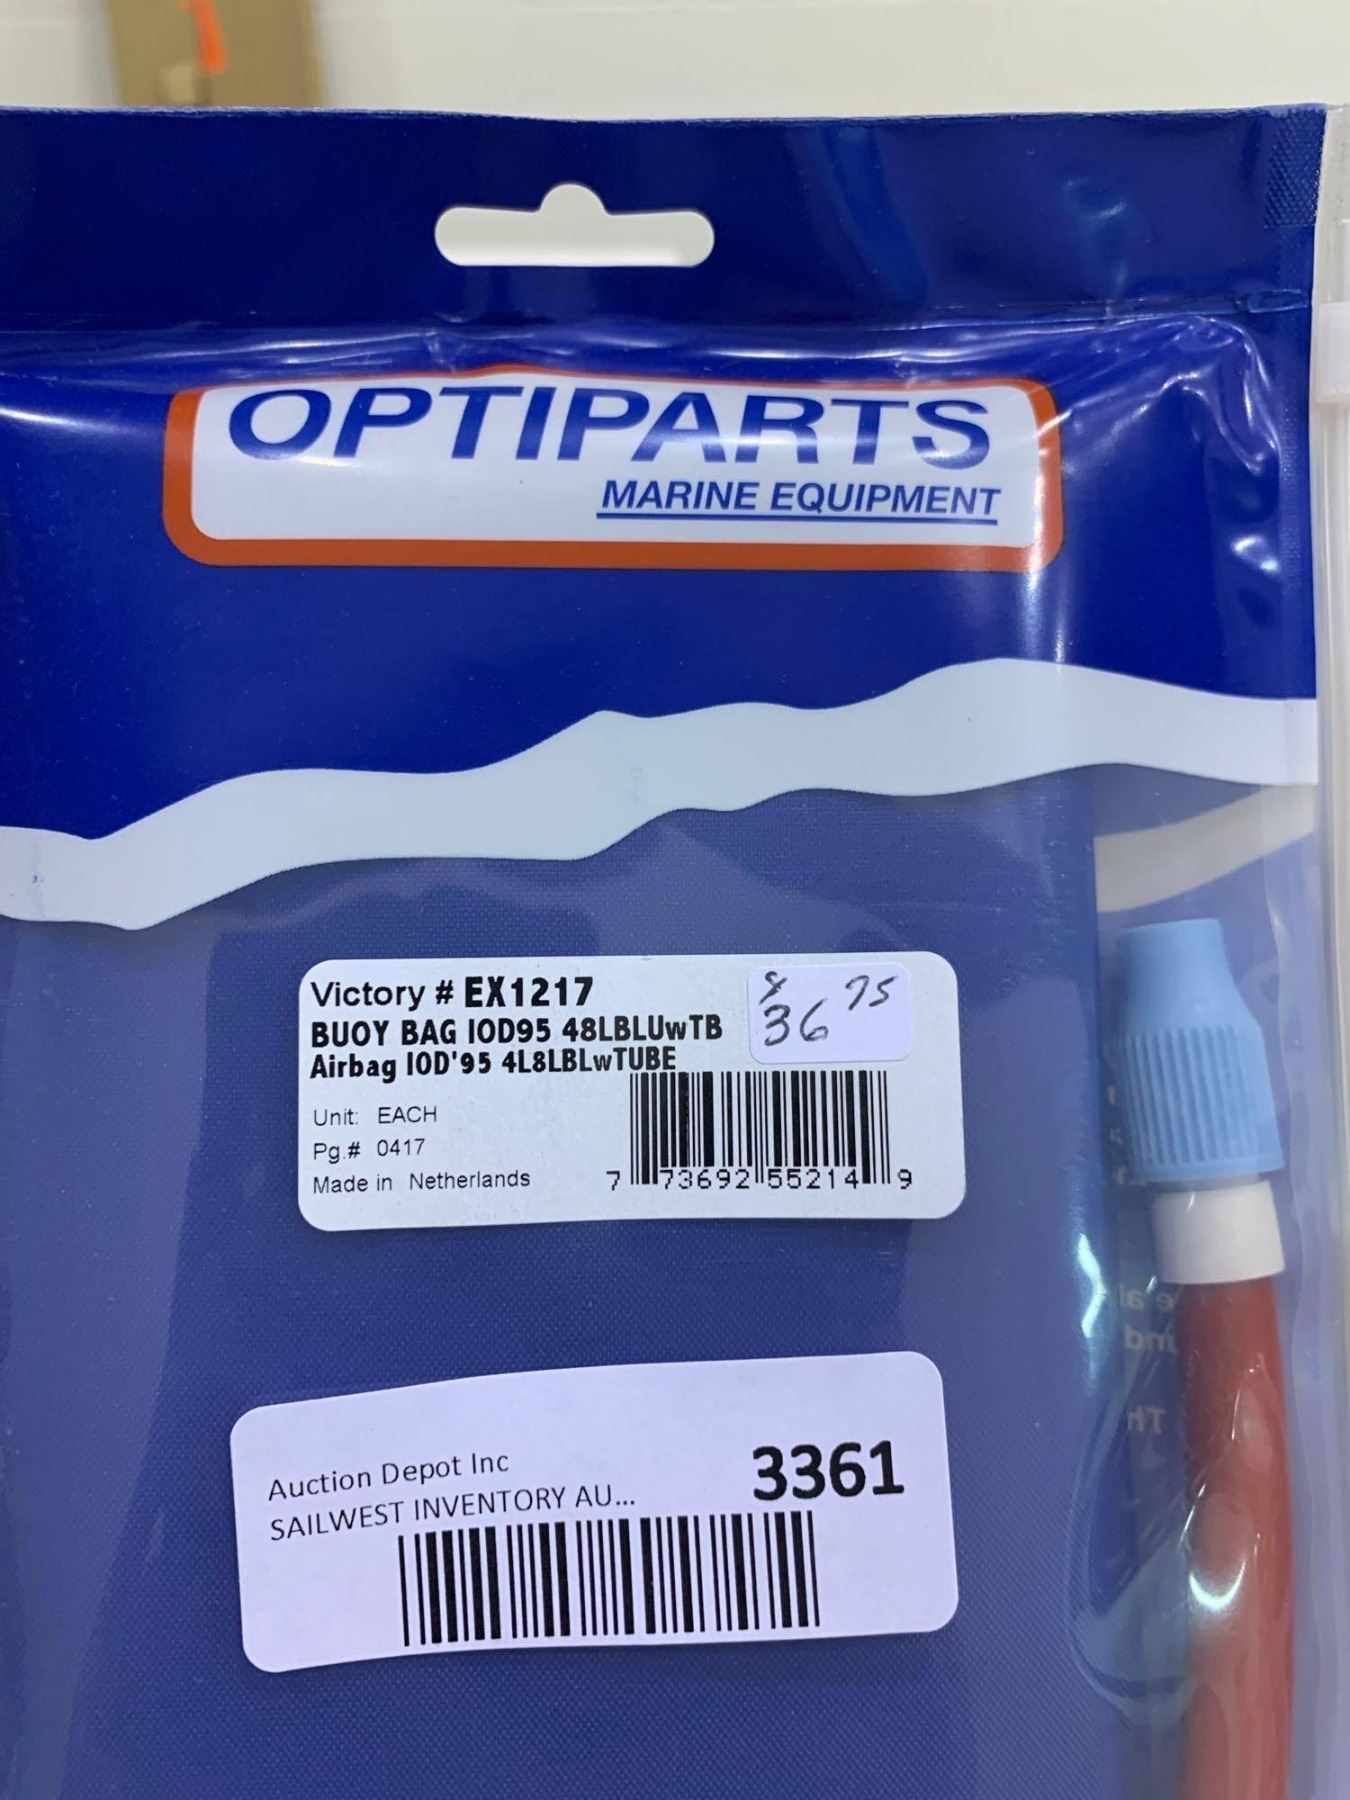 OPTIPARTS
MARINE EQUIPMENT
Victory # EX1217
BUOY BAG IOD95 48LBLUwTB
Airbag IOD'95 4L8LBLwTUBE
36 75
Unit: EACH
Pg.# 0417
Made in Netherlands
7 73692 55214 9
Auction Depot Inc
SAILWEST INVENTORY AU...
3361